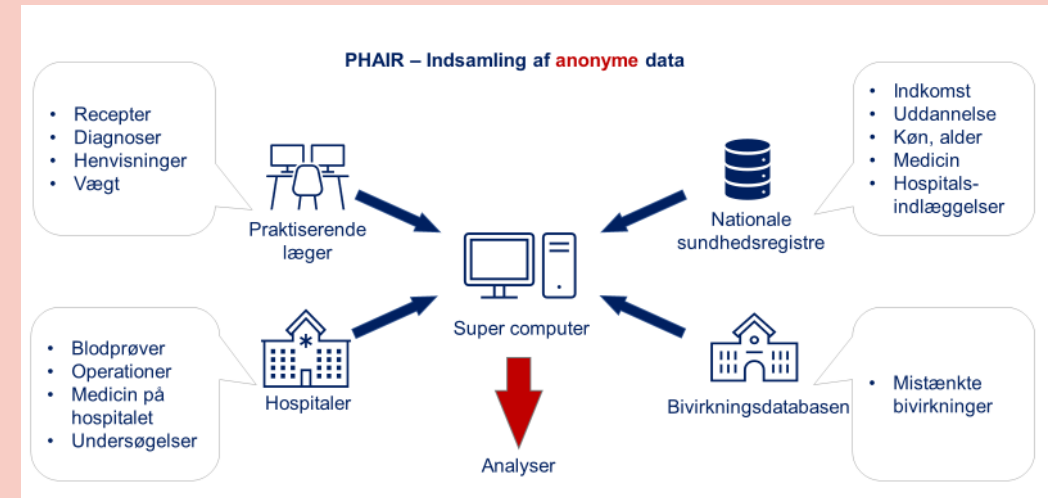 PHAIR – Indsamling af anonyme data
• Recepter
• Diagnoser
• Henvisninger
• Vægt
Praktiserende
læger
• Indkomst
• Uddannelse
• Køn, alder
• Medicin
• Hospitals-
indlæggelser
Nationale
sundhedsregistre
Super computer
• Blodprøver
• Operationer
• Medicin på
hospitalet
• Undersøgelser
Hospitaler
Bivirkningsdatabasen
• Mistænkte
bivirkninger
Analyser